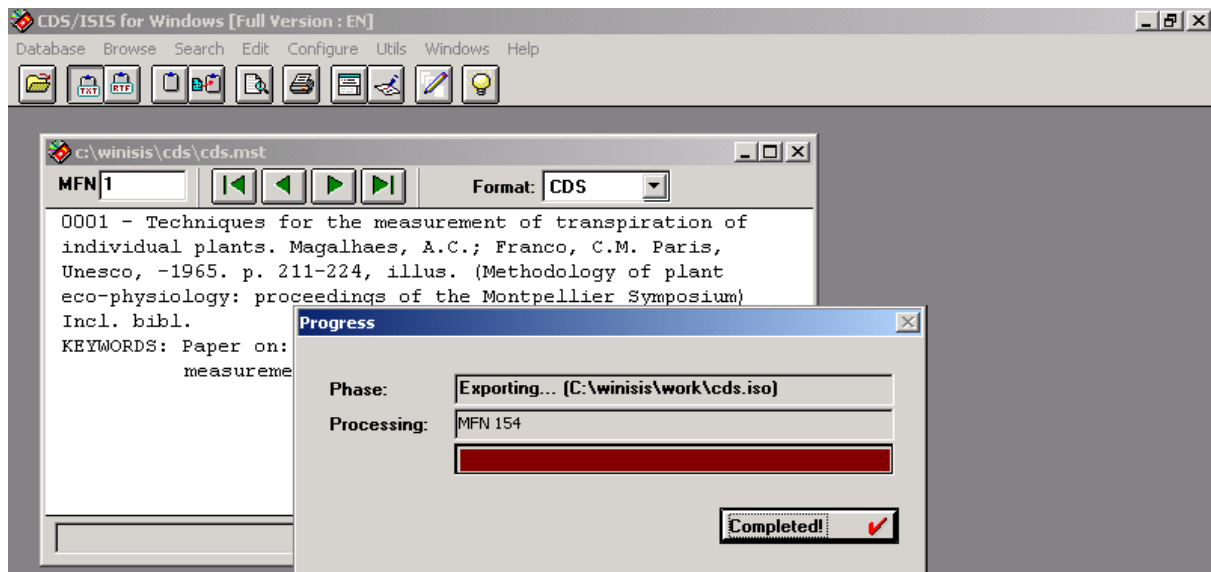 CDS/ISIS for Windows [Full Version : EN]
Database Browse Search Edit Configure Utils Windows Help
TXT RTF
c:\winisis\cds\cds.mst
MFN 1 Format: CDS
0001 - Techniques for the measurement of transpiration of
individual plants. Magalhaes, A.C.; Franco, C.M. Paris,
Unesco, -1965. p. 211-224, illus. (Methodology of plant
eco-physiology: proceedings of the Montpellier Symposium)
Incl. bibl.
KEYWORDS: Paper on:
measureme
Progress
Phase: Exporting... (C:\winisis\work\cds.iso)
Processing: MFN 154
Completed!